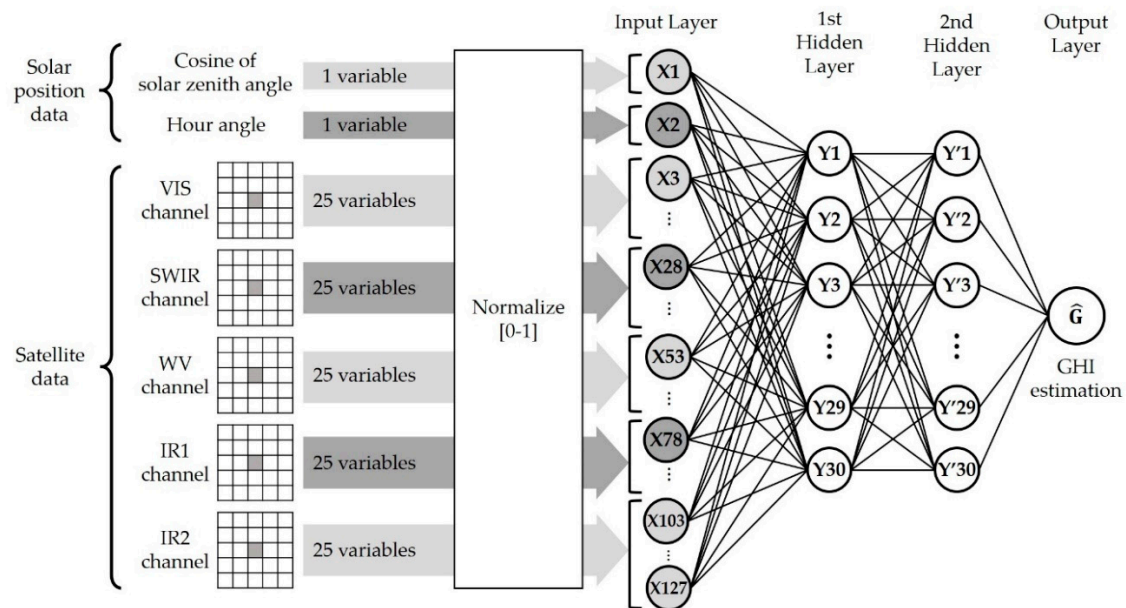 Input Layer
1st
Hidden
Layer
2nd
Hidden
Layer
Output
Layer
Solar
position
data
Cosine of
solar zenith angle
1 variable
Hour angle
1 variable
Satellite
data
VIS
channel
25 variables
SWIR
channel
25 variables
WV
channel
25 variables
IR1
channel
25 variables
IR2
channel
25 variables
Normalize
[0-1]
X1
X2
X3
⋮
X28
⋮
X53
⋮
X78
⋮
X103
⋮
X127
Y1
Y2
Y3
⋮
Y29
Y30
Y'1
Y'2
Y'3
⋮
Y'29
Y'30
Ĝ
GHI
estimation